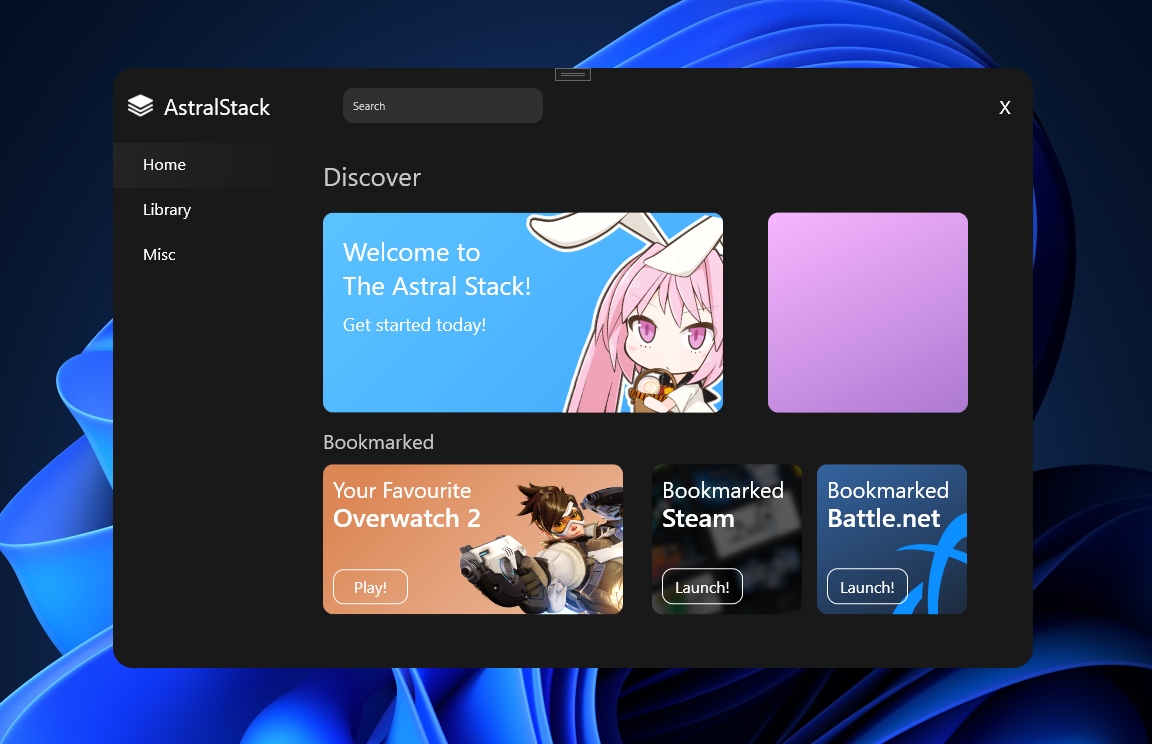 AstralStack
Search
X
Home
Library
Misc
Discover
Welcome to
The Astral Stack!
Get started today!
Bookmarked
Your Favourite
Overwatch 2
Play!
Bookmarked
Steam
Launch!
Bookmarked
Battle.net
Launch!